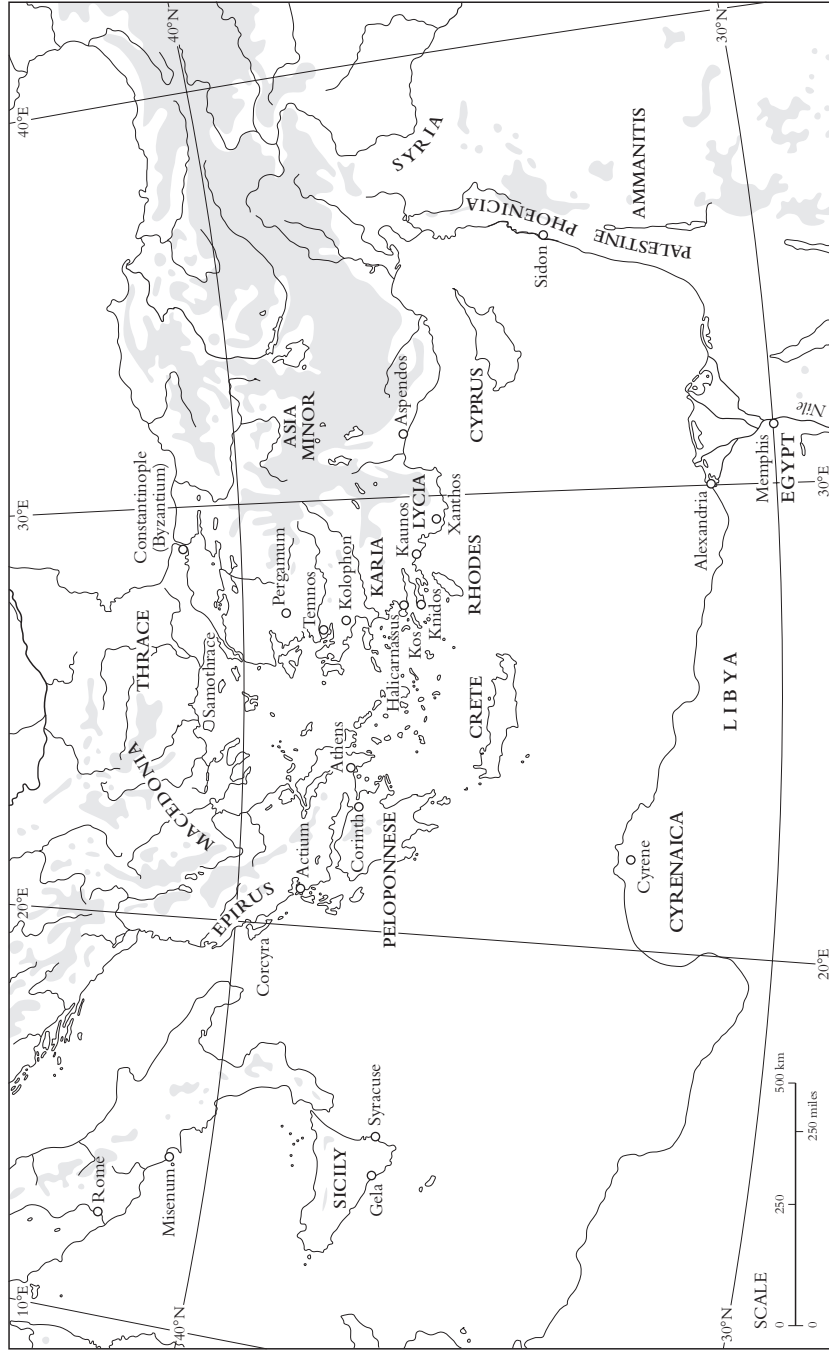 10°E
20°E
30°E
40°E
40°N
40°N
30°N
30°N
20°E
30°E
Rome
Misenum
SICILY
Gela
Syracuse
Corcyra
EPIRUS
MACEDONIA
THRACE
Samothrace
Constantinople
(Byzantium)
Actium
Corinth
Athens
PELOPONNESE
CRETE
Pergamum
Temnos
Kolophon
KARIA
Halicarnassus
Kos
Knidos
Kaunos
LYCIA
Xanthos
RHODES
ASIA
MINOR
Aspendos
CYPRUS
SYRIA
PHOENICIA
Sidon
PALESTINE
AMMANITIS
Cyrene
CYRENAICA
LIBYA
Alexandria
Memphis
EGYPT
Nile
SCALE
0 250 500 km
0 250 miles